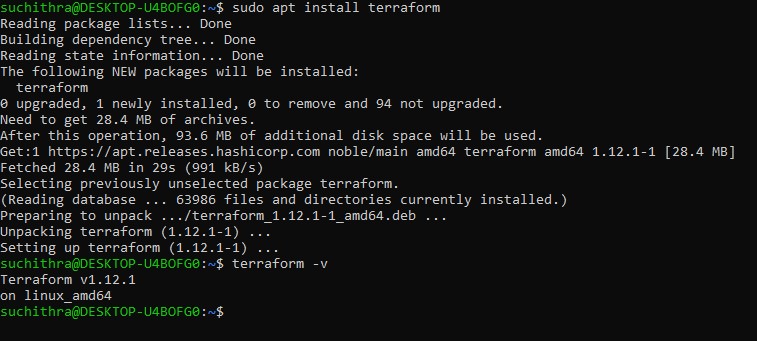 suchithra@DESKTOP-U4BOFG0:~$ sudo apt install terraform
Reading package lists... Done
Building dependency tree... Done
Reading state information... Done
The following NEW packages will be installed:
  terraform
0 upgraded, 1 newly installed, 0 to remove and 94 not upgraded.
Need to get 28.4 MB of archives.
After this operation, 93.6 MB of additional disk space will be used.
Get:1 https://apt.releases.hashicorp.com noble/main amd64 terraform amd64 1.12.1-1 [28.4 MB]
Fetched 28.4 MB in 29s (991 kB/s)
Selecting previously unselected package terraform.
(Reading database ... 63986 files and directories currently installed.)
Preparing to unpack .../terraform_1.12.1-1_amd64.deb ...
Unpacking terraform (1.12.1-1) ...
Setting up terraform (1.12.1-1) ...
suchithra@DESKTOP-U4BOFG0:~$ terraform -v
Terraform v1.12.1
on linux_amd64
suchithra@DESKTOP-U4BOFG0:~$